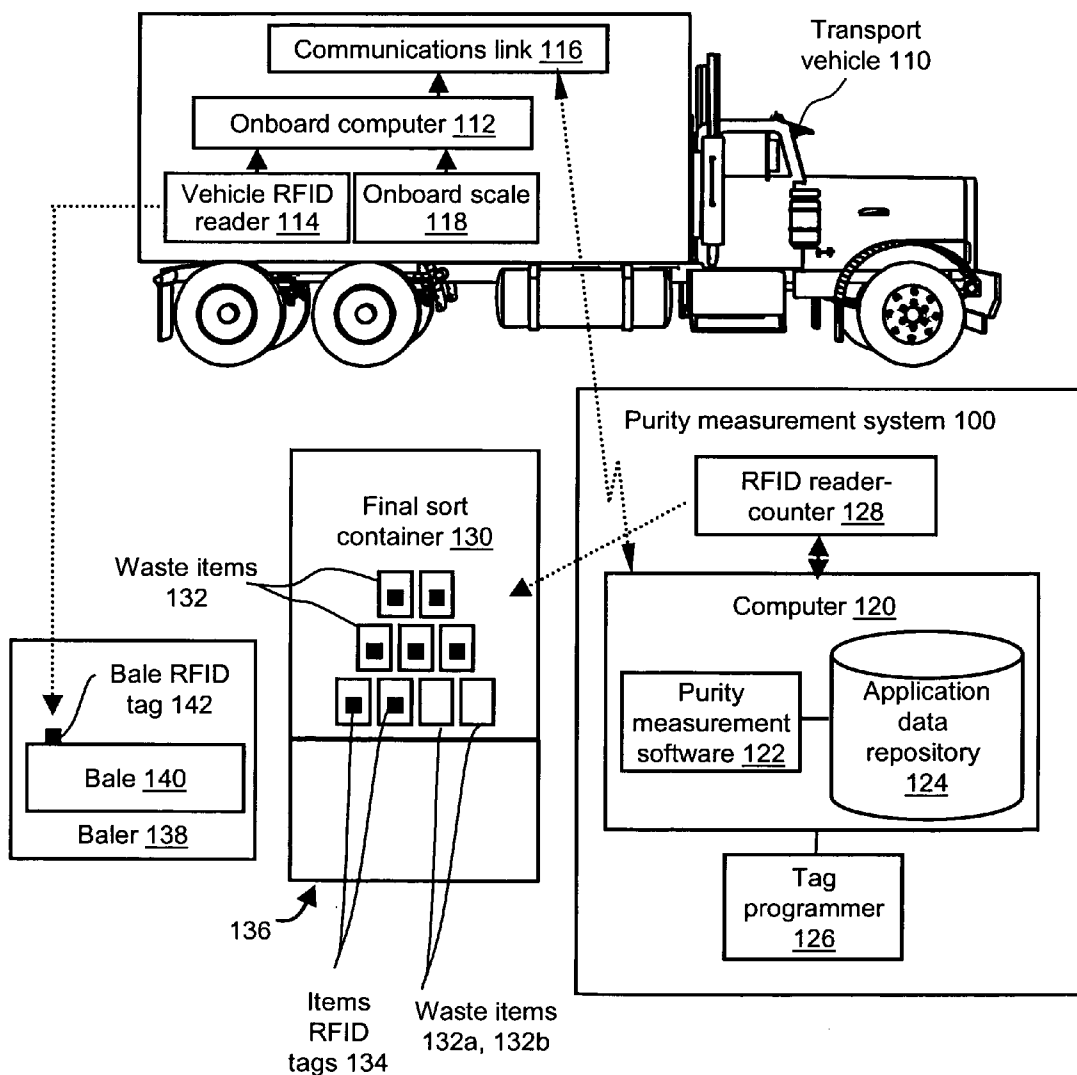 Communications link 116
Transport
vehicle 110
Onboard computer 112
Vehicle RFID
reader 114
Onboard scale
118
Purity measurement system 100
RFID reader-
counter 128
Final sort
container 130
Waste items
132
Computer 120
Bale RFID
tag 142
Purity
measurement
software 122
Application
data
repository
124
Bale 140
Baler 138
Tag
programmer
126
136
Items
RFID
tags 134
Waste items
132a, 132b